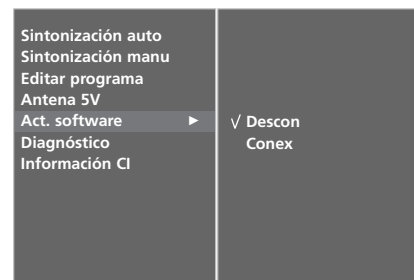 Sintonización auto
Sintonización manu
Editar programa
Antena 5V
Act. software ►
Diagnóstico
Información CI
√ Descon
Conex